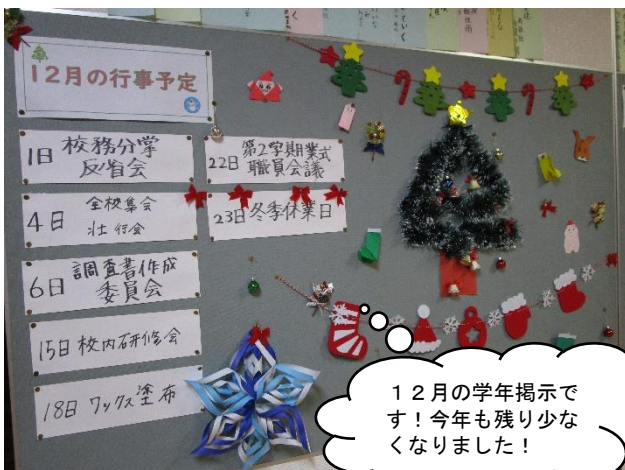 12月の行事予定
1日 校務分掌
反省会
4日 全校集会
壮行会
6日 調査書作成
委員会
15日 校内研修会
18日 ワックス塗布
22日 第2学期業式
職員会議
23日 冬季休業日
12月の学年掲示で
す！今年も残り少な
くなりました！